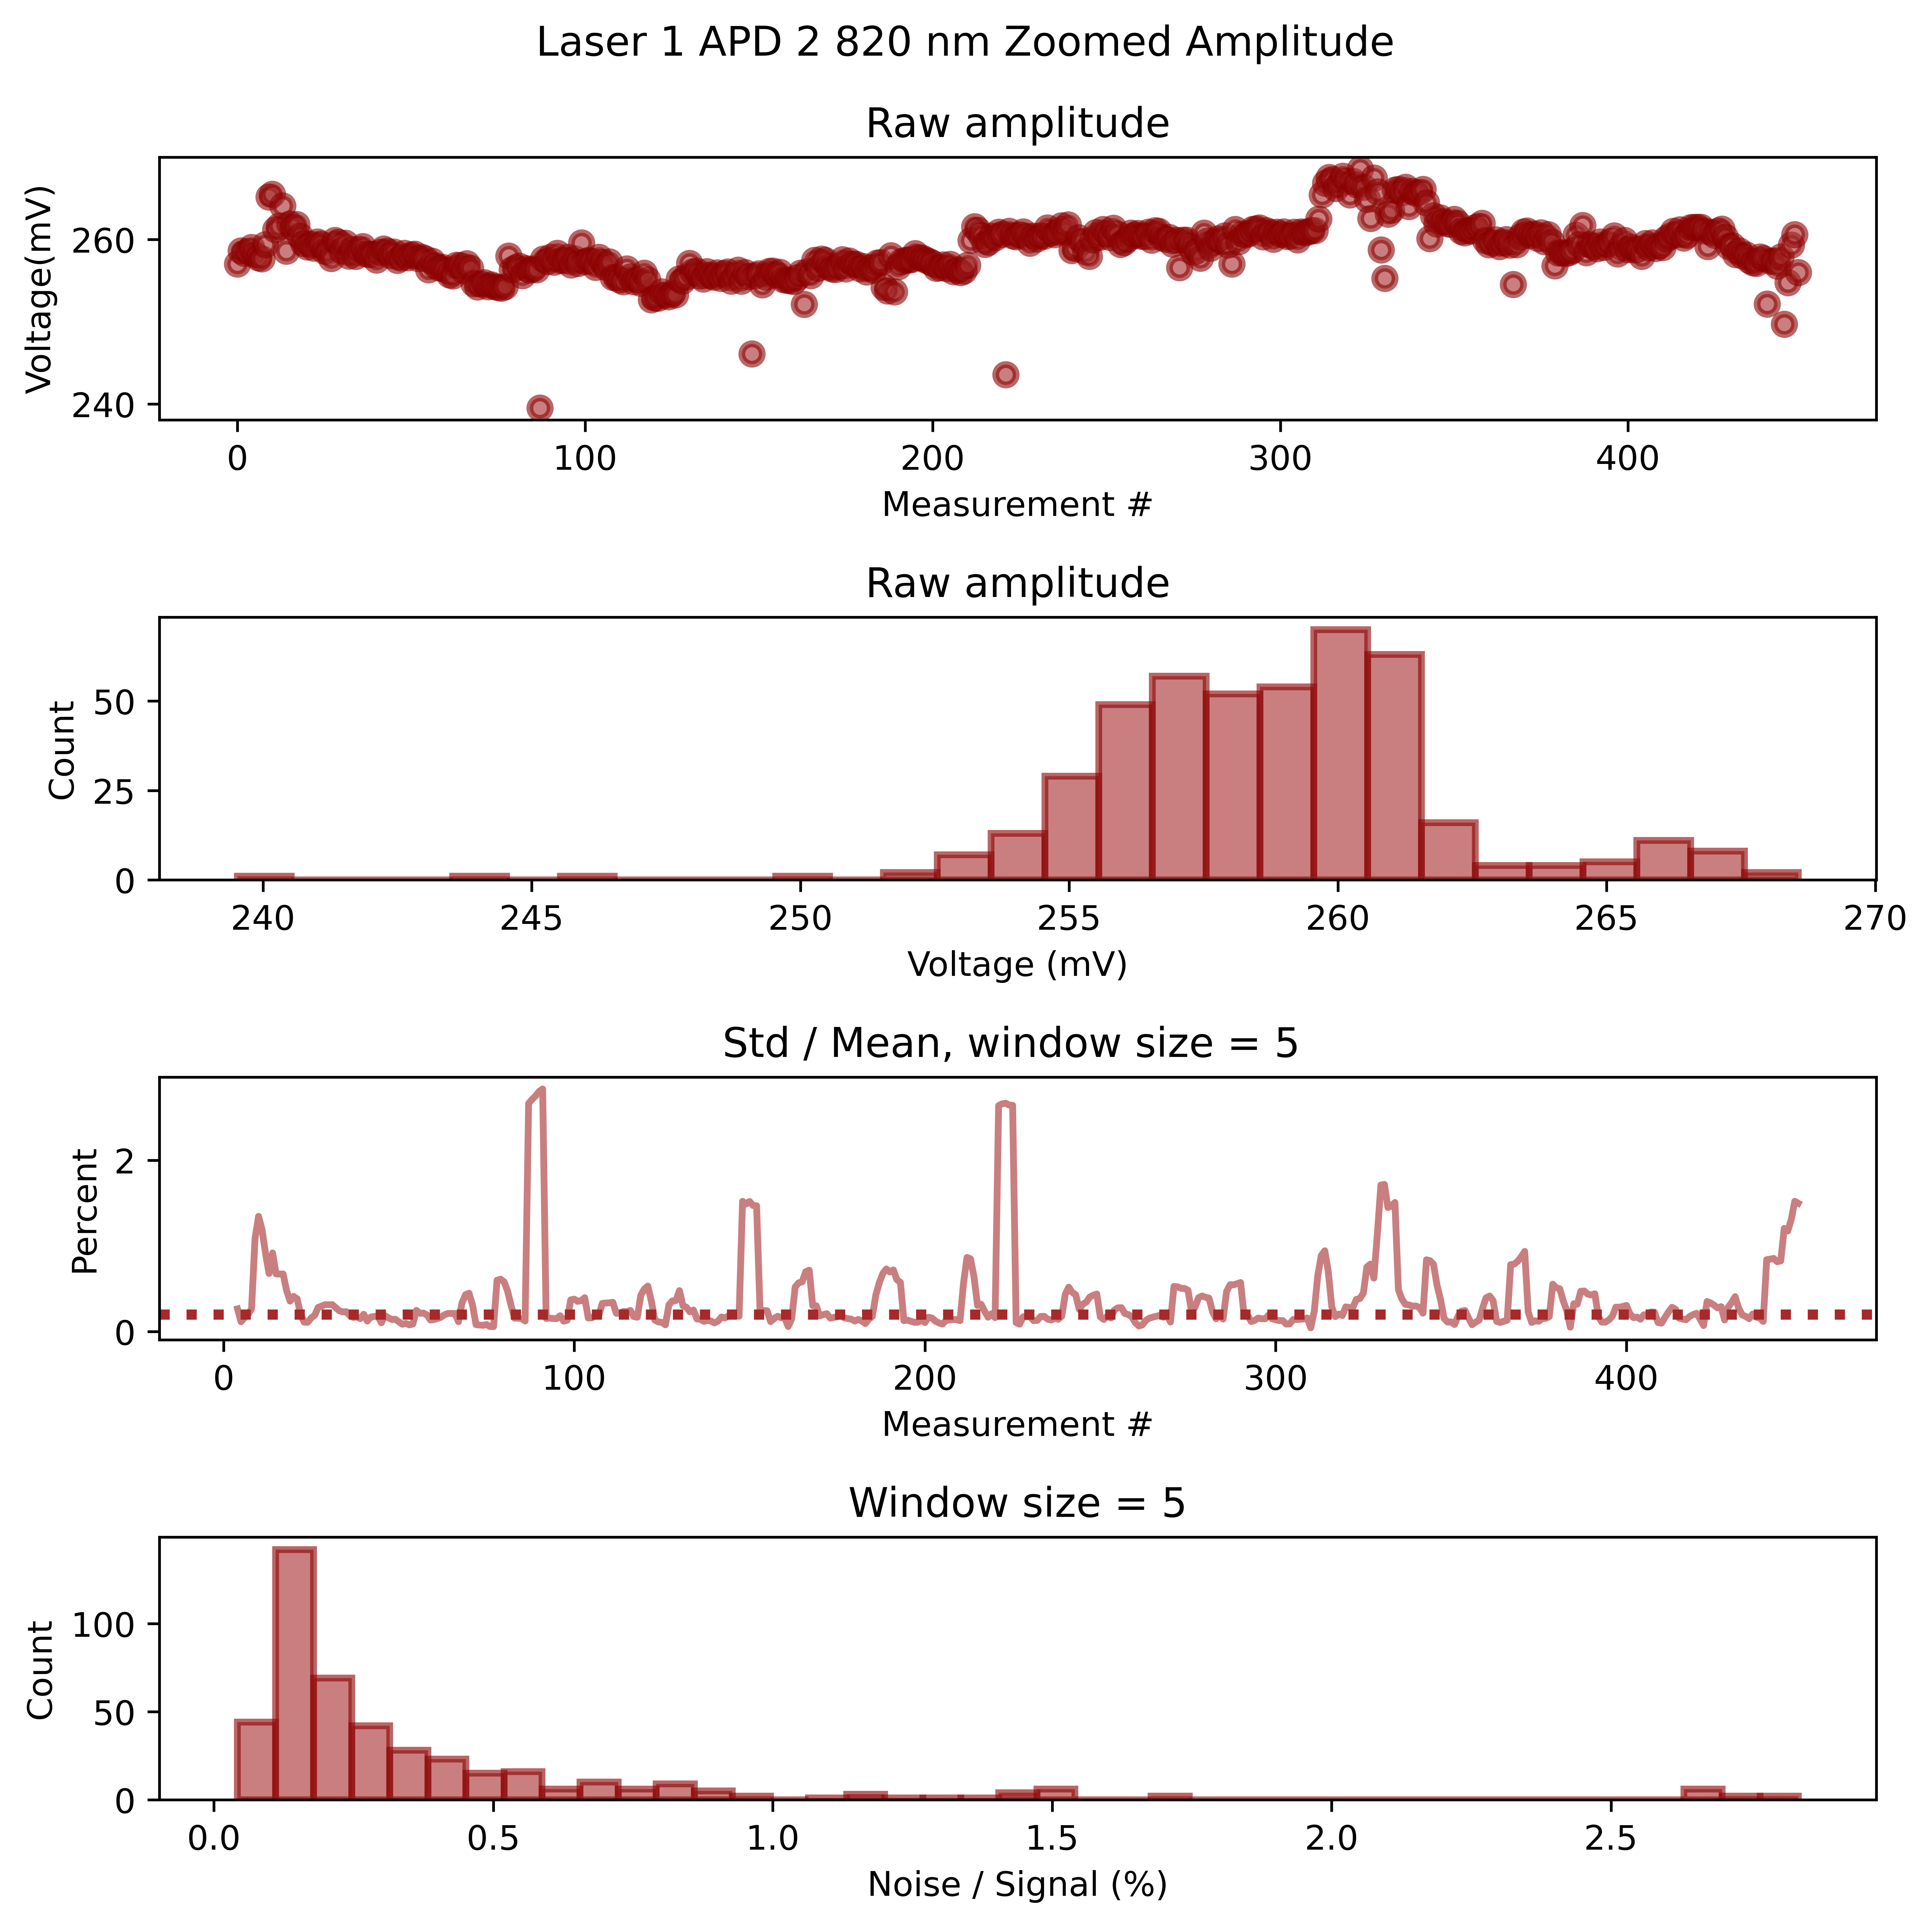 Laser 1 APD 2 820 nm Zoomed Amplitude
Raw amplitude
Voltage(mV)
260
240
0 100 200 300 400
Measurement #
Raw amplitude
Count
50
25
0
240 245 250 255 260 265 270
Voltage (mV)
Std / Mean, window size = 5
Percent
2
0
0 100 200 300 400
Measurement #
Window size = 5
Count
100
50
0
0.0 0.5 1.0 1.5 2.0 2.5
Noise / Signal (%)